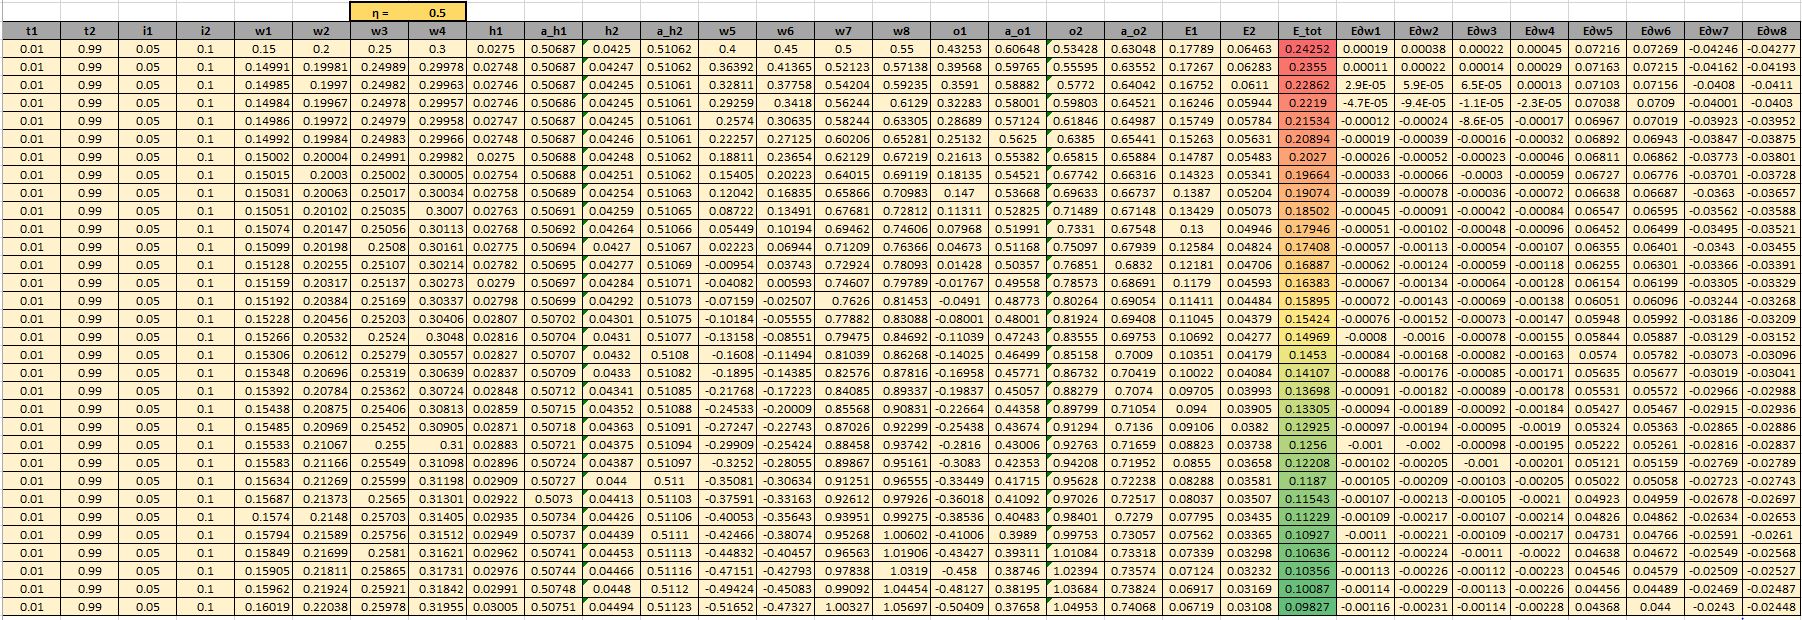 η = 0.5
t1 t2 i1 i2 w1 w2 w3 w4 h1 a_h1 h2 a_h2 w5 w6 w7 w8 o1 a_o1 o2 a_o2 E1 E2 E_tot E∂w1 E∂w2 E∂w3 E∂w4 E∂w5 E∂w6 E∂w7 E∂w8
0.01 0.99 0.05 0.1 0.15 0.2 0.25 0.3 0.0275 0.50687 0.0425 0.51062 0.4 0.45 0.5 0.55 0.43253 0.60648 0.53428 0.63048 0.17789 0.06463 0.24252 0.00019 0.00038 0.00022 0.00045 0.07216 0.07269 -0.04246 -0.04277
0.01 0.99 0.05 0.1 0.14991 0.19981 0.24989 0.29978 0.02748 0.50687 0.04247 0.51062 0.36392 0.41365 0.52123 0.57138 0.39568 0.59765 0.55595 0.63552 0.17267 0.06283 0.2355 0.00011 0.00022 0.00014 0.00029 0.07163 0.07215 -0.04162 -0.04193
0.01 0.99 0.05 0.1 0.14985 0.1997 0.24982 0.29963 0.02746 0.50687 0.04245 0.51061 0.32811 0.37758 0.54204 0.59235 0.3591 0.58882 0.5772 0.64042 0.16752 0.0611 0.22862 2.9E-05 5.9E-05 6.5E-05 0.00013 0.07103 0.07156 -0.0408 -0.0411
0.01 0.99 0.05 0.1 0.14984 0.19967 0.24978 0.29957 0.02746 0.50686 0.04245 0.51061 0.29259 0.3418 0.56244 0.6129 0.32283 0.58001 0.59803 0.64521 0.16246 0.05944 0.2219 -4.7E-05 -9.4E-05 -1.1E-05 -2.3E-05 0.07038 0.0709 -0.04001 -0.0403
0.01 0.99 0.05 0.1 0.14986 0.19972 0.24979 0.29958 0.02747 0.50687 0.04245 0.51061 0.2574 0.30635 0.58244 0.63305 0.28689 0.57124 0.61846 0.64987 0.15749 0.05784 0.21534 -0.00012 -0.00024 -8.6E-05 -0.00017 0.06967 0.07019 -0.03923 -0.03952
0.01 0.99 0.05 0.1 0.14992 0.19984 0.24983 0.29966 0.02748 0.50687 0.04246 0.51061 0.22257 0.27125 0.60206 0.65281 0.25132 0.5625 0.6385 0.65441 0.15263 0.05631 0.20894 -0.00019 -0.00039 -0.00016 -0.00032 0.06892 0.06943 -0.03847 -0.03875
0.01 0.99 0.05 0.1 0.15002 0.20004 0.24991 0.29982 0.0275 0.50688 0.04248 0.51062 0.18811 0.23654 0.62129 0.67219 0.21613 0.55382 0.65815 0.65884 0.14787 0.05483 0.2027 -0.00026 -0.00052 -0.00023 -0.00046 0.06811 0.06862 -0.03773 -0.03801
0.01 0.99 0.05 0.1 0.15015 0.2003 0.25002 0.30005 0.02754 0.50688 0.04251 0.51062 0.15405 0.20223 0.64015 0.69119 0.18135 0.54521 0.67742 0.66316 0.14323 0.05341 0.19664 -0.00033 -0.00066 -0.0003 -0.00059 0.06727 0.06776 -0.03701 -0.03728
0.01 0.99 0.05 0.1 0.15031 0.20063 0.25017 0.30034 0.02758 0.50689 0.04254 0.51063 0.12042 0.16835 0.65866 0.70983 0.147 0.53668 0.69633 0.66737 0.1387 0.05204 0.19074 -0.00039 -0.00078 -0.00036 -0.00072 0.06638 0.06687 -0.0363 -0.03657
0.01 0.99 0.05 0.1 0.15051 0.20102 0.25035 0.3007 0.02763 0.50691 0.04259 0.51065 0.08722 0.13491 0.67681 0.72812 0.11311 0.52825 0.71489 0.67148 0.13429 0.05073 0.18502 -0.00045 -0.00091 -0.00042 -0.00084 0.06547 0.06595 -0.03562 -0.03588
0.01 0.99 0.05 0.1 0.15074 0.20147 0.25056 0.30113 0.02768 0.50692 0.04264 0.51066 0.05449 0.10194 0.69462 0.74606 0.07968 0.51991 0.7331 0.67548 0.13 0.04946 0.17946 -0.00051 -0.00102 -0.00048 -0.00096 0.06452 0.06499 -0.03495 -0.03521
0.01 0.99 0.05 0.1 0.15099 0.20198 0.2508 0.30161 0.02775 0.50694 0.0427 0.51067 0.02223 0.06944 0.71209 0.76366 0.04673 0.51168 0.75097 0.67939 0.12584 0.04824 0.17408 -0.00057 -0.00113 -0.00054 -0.00107 0.06355 0.06401 -0.0343 -0.03455
0.01 0.99 0.05 0.1 0.15128 0.20255 0.25107 0.30214 0.02782 0.50695 0.04277 0.51069 -0.00954 0.03743 0.72924 0.78093 0.01428 0.50357 0.76851 0.6832 0.12181 0.04706 0.16887 -0.00062 -0.00124 -0.00059 -0.00118 0.06255 0.06301 -0.03366 -0.03391
0.01 0.99 0.05 0.1 0.15159 0.20317 0.25137 0.30273 0.0279 0.50697 0.04284 0.51071 -0.04082 0.00593 0.74607 0.79789 -0.01767 0.49558 0.78573 0.68691 0.1179 0.04593 0.16383 -0.00067 -0.00134 -0.00064 -0.00128 0.06154 0.06199 -0.03305 -0.03329
0.01 0.99 0.05 0.1 0.15192 0.20384 0.25169 0.30337 0.02798 0.50699 0.04292 0.51073 -0.07159 -0.02507 0.7626 0.81453 -0.0491 0.48773 0.80264 0.69054 0.11411 0.04484 0.15895 -0.00072 -0.00143 -0.00069 -0.00138 0.06051 0.06096 -0.03244 -0.03268
0.01 0.99 0.05 0.1 0.15228 0.20456 0.25203 0.30406 0.02807 0.50702 0.04301 0.51075 -0.10184 -0.05555 0.77882 0.83088 -0.08001 0.48001 0.81924 0.69408 0.11045 0.04379 0.15424 -0.00076 -0.00152 -0.00073 -0.00147 0.05948 0.05992 -0.03186 -0.03209
0.01 0.99 0.05 0.1 0.15266 0.20532 0.2524 0.3048 0.02816 0.50704 0.0431 0.51077 -0.13158 -0.08551 0.79475 0.84692 -0.11039 0.47243 0.83555 0.69753 0.10692 0.04277 0.14969 -0.0008 -0.0016 -0.00078 -0.00155 0.05844 0.05887 -0.03129 -0.03152
0.01 0.99 0.05 0.1 0.15306 0.20612 0.25279 0.30557 0.02827 0.50707 0.0432 0.5108 -0.1608 -0.11494 0.81039 0.86268 -0.14025 0.46499 0.85158 0.7009 0.10351 0.04179 0.1453 -0.00084 -0.00168 -0.00082 -0.00163 0.0574 0.05782 -0.03073 -0.03096
0.01 0.99 0.05 0.1 0.15348 0.20696 0.25319 0.30639 0.02837 0.50709 0.0433 0.51082 -0.1895 -0.14385 0.82576 0.87816 -0.16958 0.45771 0.86732 0.70419 0.10022 0.04084 0.14107 -0.00088 -0.00176 -0.00085 -0.00171 0.05635 0.05677 -0.03019 -0.03041
0.01 0.99 0.05 0.1 0.15392 0.20784 0.25362 0.30724 0.02848 0.50712 0.04341 0.51085 -0.21768 -0.17223 0.84085 0.89337 -0.19837 0.45057 0.88279 0.7074 0.09705 0.03993 0.13698 -0.00091 -0.00182 -0.00089 -0.00178 0.05531 0.05572 -0.02966 -0.02988
0.01 0.99 0.05 0.1 0.15438 0.20875 0.25406 0.30813 0.02859 0.50715 0.04352 0.51088 -0.24533 -0.20009 0.85568 0.90831 -0.22664 0.44358 0.89799 0.71054 0.094 0.03905 0.13305 -0.00094 -0.00189 -0.00092 -0.00184 0.05427 0.05467 -0.02915 -0.02936
0.01 0.99 0.05 0.1 0.15485 0.20969 0.25452 0.30905 0.02871 0.50718 0.04363 0.51091 -0.27247 -0.22743 0.87026 0.92299 -0.25438 0.43674 0.91294 0.7136 0.09106 0.0382 0.12925 -0.00097 -0.00194 -0.00095 -0.0019 0.05324 0.05363 -0.02865 -0.02886
0.01 0.99 0.05 0.1 0.15533 0.21067 0.255 0.31 0.02883 0.50721 0.04375 0.51094 -0.29909 -0.25424 0.88458 0.93742 -0.2816 0.43006 0.92763 0.71659 0.08823 0.03738 0.1256 -0.001 -0.002 -0.00098 -0.00195 0.05222 0.05261 -0.02816 -0.02837
0.01 0.99 0.05 0.1 0.15583 0.21166 0.25549 0.31098 0.02896 0.50724 0.04387 0.51097 -0.3252 -0.28055 0.89867 0.95161 -0.3083 0.42353 0.94208 0.71952 0.0855 0.03658 0.12208 -0.00102 -0.00205 -0.001 -0.00201 0.05121 0.05159 -0.02769 -0.02789
0.01 0.99 0.05 0.1 0.15634 0.21269 0.25599 0.31198 0.02909 0.50727 0.044 0.511 -0.35081 -0.30634 0.91251 0.96555 -0.33449 0.41715 0.95628 0.72238 0.08288 0.03581 0.1187 -0.00105 -0.00209 -0.00103 -0.00205 0.05022 0.05058 -0.02723 -0.02743
0.01 0.99 0.05 0.1 0.15687 0.21373 0.2565 0.31301 0.02922 0.5073 0.04413 0.51103 -0.37591 -0.33163 0.92612 0.97926 -0.36018 0.41092 0.97026 0.72517 0.08037 0.03507 0.11543 -0.00107 -0.00213 -0.00105 -0.0021 0.04923 0.04959 -0.02678 -0.02697
0.01 0.99 0.05 0.1 0.1574 0.2148 0.25703 0.31405 0.02935 0.50734 0.04426 0.51106 -0.40053 -0.35643 0.93951 0.99275 -0.38536 0.40483 0.98401 0.7279 0.07795 0.03435 0.11229 -0.00109 -0.00217 -0.00107 -0.00214 0.04826 0.04862 -0.02634 -0.02653
0.01 0.99 0.05 0.1 0.15794 0.21589 0.25756 0.31512 0.02949 0.50737 0.04439 0.5111 -0.42466 -0.38074 0.95268 1.00602 -0.41006 0.3989 0.99753 0.73057 0.07562 0.03365 0.10927 -0.0011 -0.00221 -0.00109 -0.00217 0.04731 0.04766 -0.02591 -0.0261
0.01 0.99 0.05 0.1 0.15849 0.21699 0.2581 0.31621 0.02962 0.50741 0.04453 0.51113 -0.44832 -0.40457 0.96563 1.01906 -0.43427 0.39311 1.01084 0.73318 0.07339 0.03298 0.10636 -0.00112 -0.00224 -0.0011 -0.0022 0.04638 0.04672 -0.02549 -0.02568
0.01 0.99 0.05 0.1 0.15905 0.21811 0.25865 0.31731 0.02976 0.50744 0.04466 0.51116 -0.47151 -0.42793 0.97838 1.0319 -0.458 0.38746 1.02394 0.73574 0.07124 0.03232 0.10356 -0.00113 -0.00226 -0.00112 -0.00223 0.04546 0.04579 -0.02509 -0.02527
0.01 0.99 0.05 0.1 0.15962 0.21924 0.25921 0.31842 0.02991 0.50748 0.0448 0.5112 -0.49424 -0.45083 0.99092 1.04454 -0.48127 0.38195 1.03684 0.73824 0.06917 0.03169 0.10087 -0.00114 -0.00229 -0.00113 -0.00226 0.04456 0.04489 -0.02469 -0.02487
0.01 0.99 0.05 0.1 0.16019 0.22038 0.25978 0.31955 0.03005 0.50751 0.04494 0.51123 -0.51652 -0.47327 1.00327 1.05697 -0.50409 0.37658 1.04953 0.74068 0.06719 0.03108 0.09827 -0.00116 -0.00231 -0.00114 -0.00228 0.04368 0.044 -0.0243 -0.02448